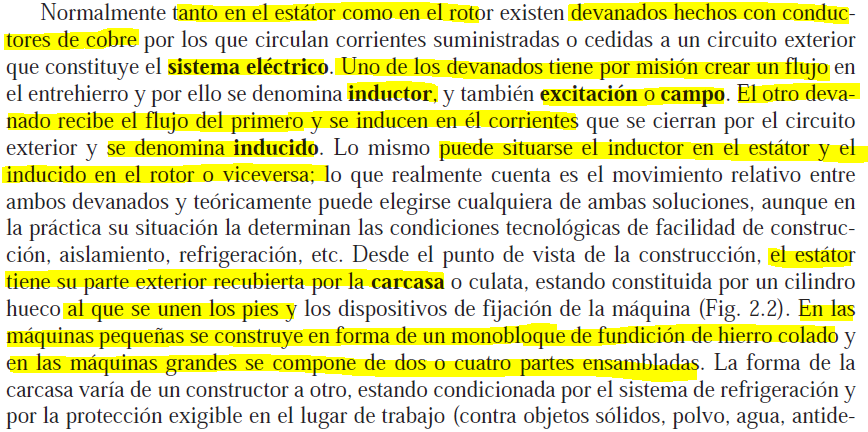 Normalmente tanto en el estátor como en el rotor existen devanados hechos con conduc-
tores de cobre por los que circulan corrientes suministradas o cedidas a un circuito exterior
que constituye el sistema eléctrico. Uno de los devanados tiene por misión crear un flujo en
el entrehierro y por ello se denomina inductor, y también excitación o campo. El otro deva-
nado recibe el flujo del primero y se inducen en él corrientes que se cierran por el circuito
exterior y se denomina inducido. Lo mismo puede situarse el inductor en el estátor y el
inducido en el rotor o viceversa; lo que realmente cuenta es el movimiento relativo entre
ambos devanados y teóricamente puede elegirse cualquiera de ambas soluciones, aunque en
la práctica su situación la determinan las condiciones tecnológicas de facilidad de construc-
ción, aislamiento, refrigeración, etc. Desde el punto de vista de la construcción, el estátor
tiene su parte exterior recubierta por la carcasa o culata, estando constituida por un cilindro
hueco al que se unen los pies y los dispositivos de fijación de la máquina (Fig. 2.2). En las
máquinas pequeñas se construye en forma de un monobloque de fundición de hierro colado y
en las máquinas grandes se compone de dos o cuatro partes ensambladas. La forma de la
carcasa varía de un constructor a otro, estando condicionada por el sistema de refrigeración y
por la protección exigible en el lugar de trabajo (contra objetos sólidos, polvo, agua, antide-